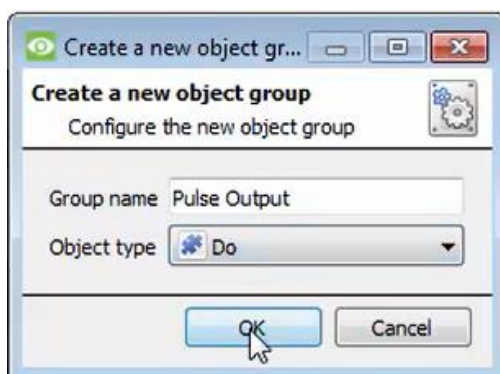 Create a new object gr...
Create a new object group
Configure the new object group
Group name Pulse Output
Object type Do
OK Cancel